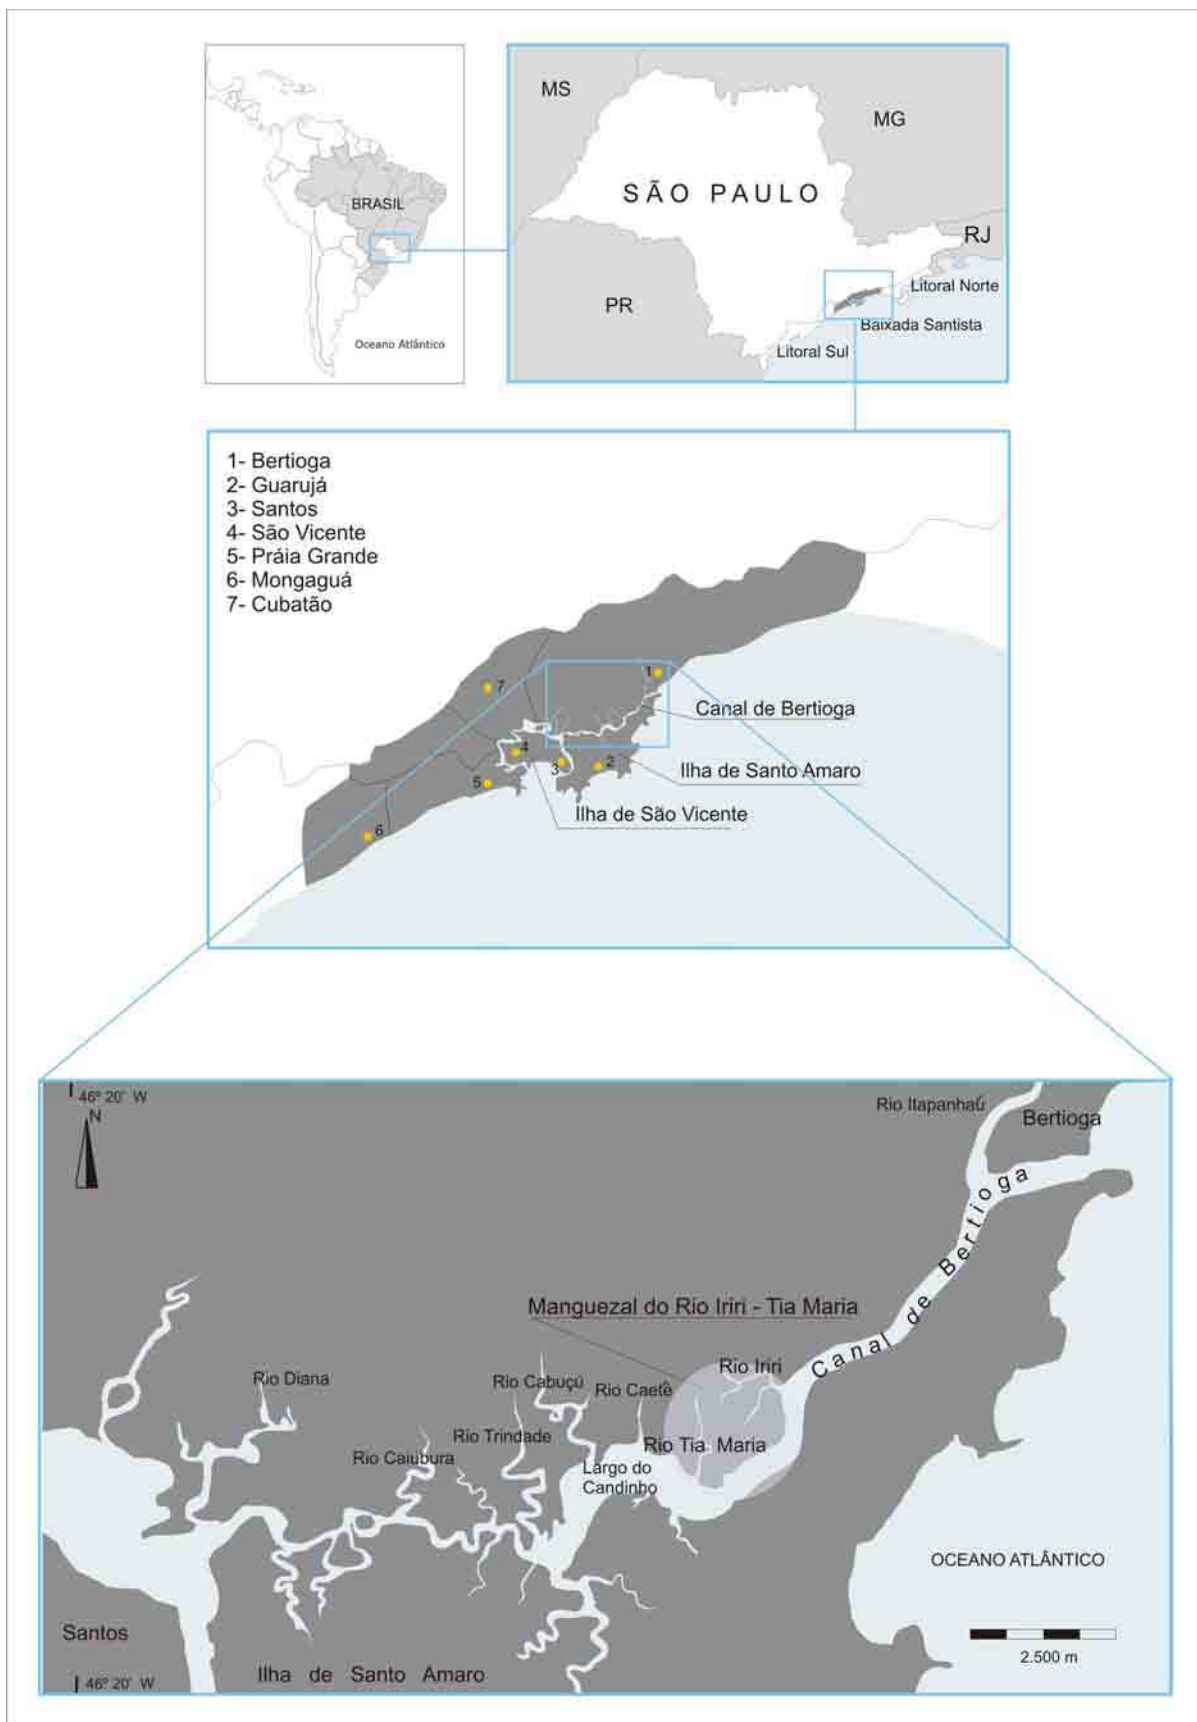 BRASIL
Oceano Atlântico
MS
MG
SÃO PAULO
RJ
PR
Litoral Norte
Baixada Santista
Litoral Sul
1- Bertioga
2- Guarujá
3- Santos
4- São Vicente
5- Práia Grande
6- Mongaguá
7- Cubatão
1
7
Canal de Bertioga
4
3
2
Ilha de Santo Amaro
5
Ilha de São Vicente
6
46º 20' W
N
Rio Itapanhaú
Bertioga
Canal de Bertioga
Manguezal do Rio Iriri - Tia Maria
Rio Iriri
Rio Diana
Rio Cabuçú
Rio Caetê
Rio Trindade
Rio Tia Maria
Rio Caiubura
Largo do
Candinho
OCEANO ATLÂNTICO
Santos
2.500 m
Ilha de Santo Amaro
46º 20' W